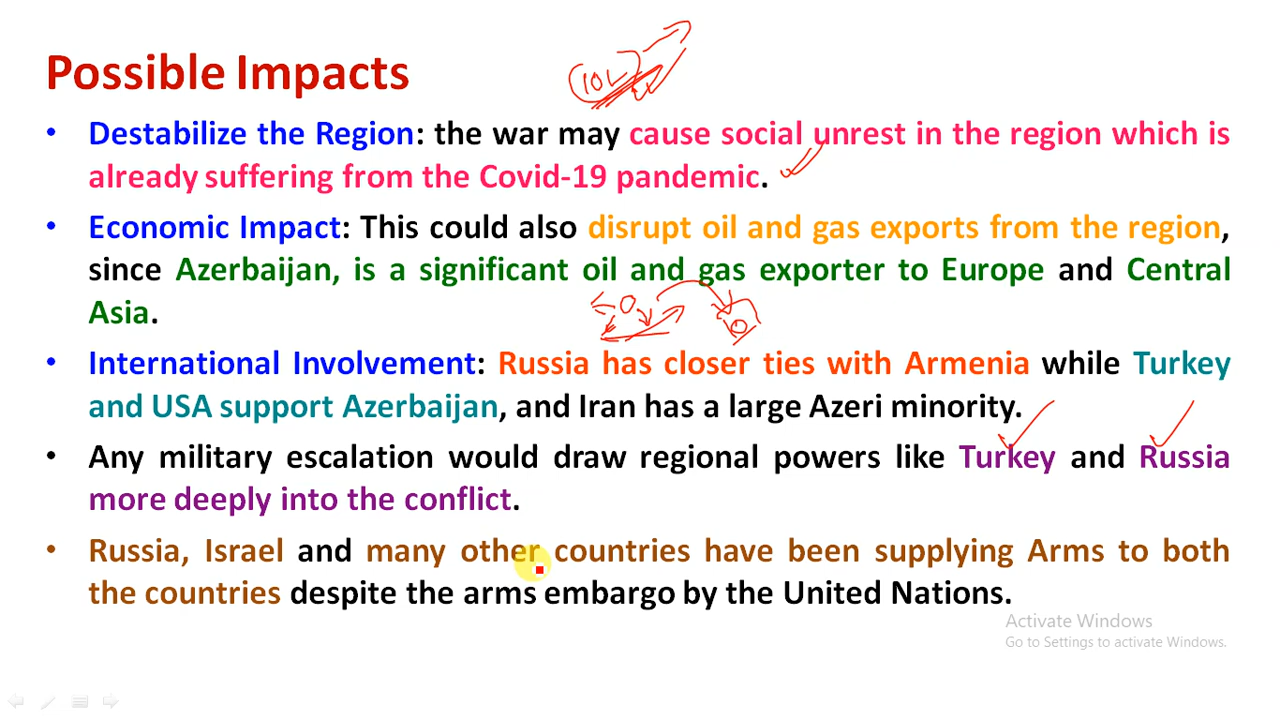 Possible Impacts
(10L)
• Destabilize the Region: the war may cause social unrest in the region which is
already suffering from the Covid-19 pandemic.
• Economic Impact: This could also disrupt oil and gas exports from the region,
since Azerbaijan, is a significant oil and gas exporter to Europe and Central
Asia.
• International Involvement: Russia has closer ties with Armenia while Turkey
and USA support Azerbaijan, and Iran has a large Azeri minority.
• Any military escalation would draw regional powers like Turkey and Russia
more deeply into the conflict.
• Russia, Israel and many other countries have been supplying Arms to both
the countries despite the arms embargo by the United Nations.
Activate Windows
Go to Settings to activate Windows.